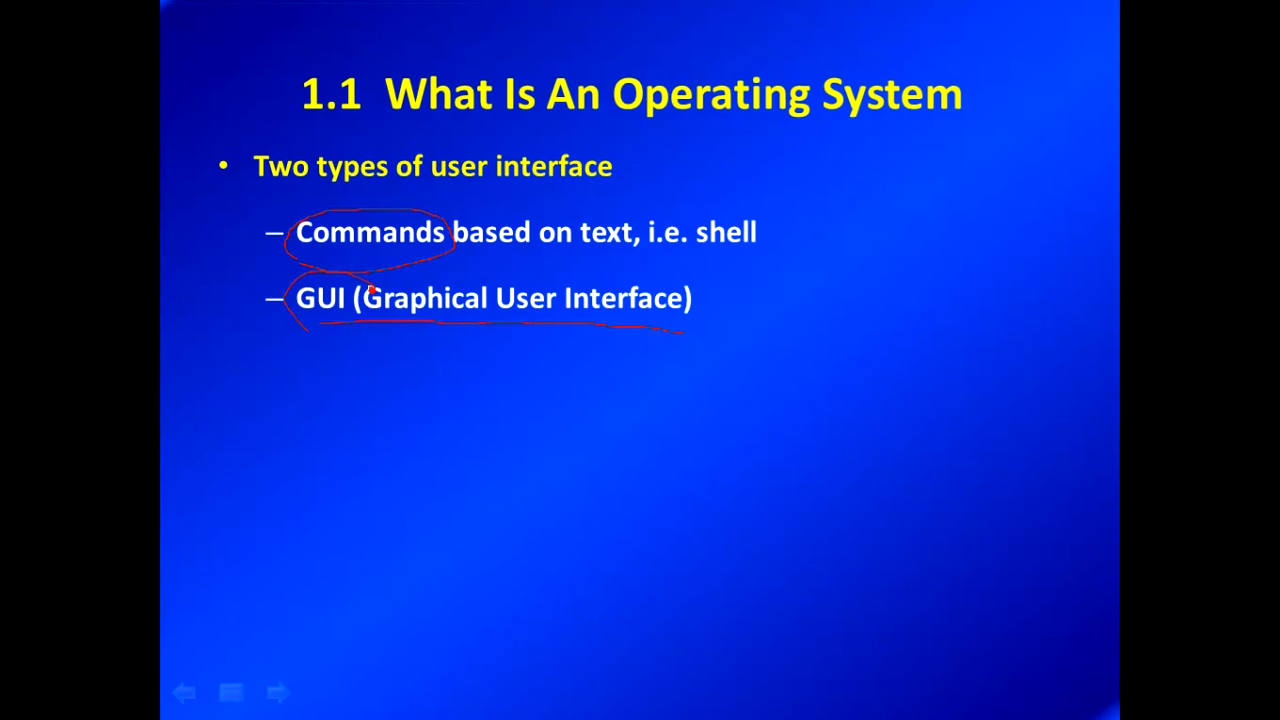 1.1 What Is An Operating System
• Two types of user interface
– Commands based on text, i.e. shell
– GUI (Graphical User Interface)